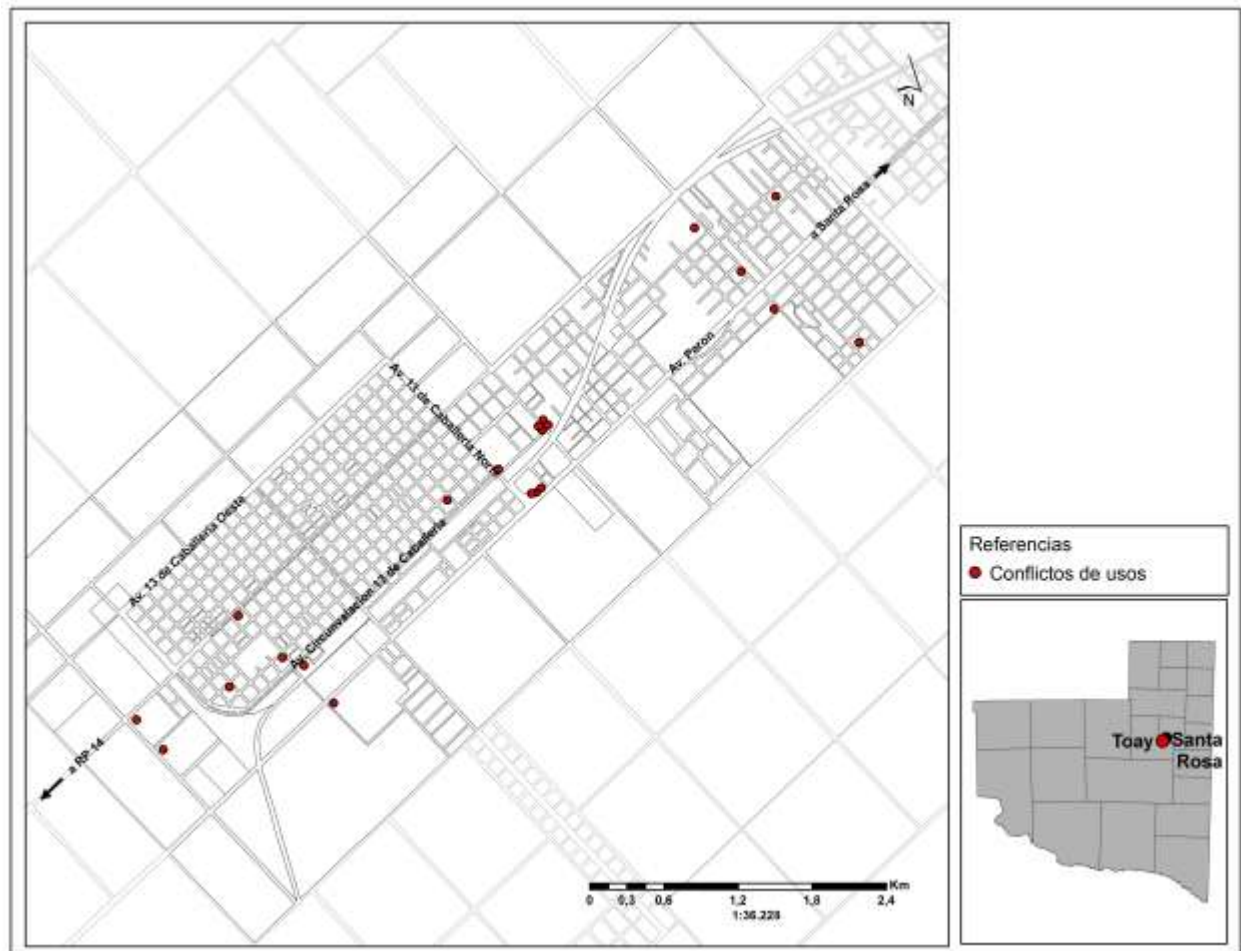 N
a Santa Rosa
Av. Perón
Av. 13 de Caballería Norte
Av. 13 de Caballería Oeste
Av. Circunvalacion 13 de Caballería
a RP 14
Km
0 0,3 0,6 1,2 1,8 2,4
1:36.228
Referencias
Conflictos de usos
Toay
Santa
Rosa